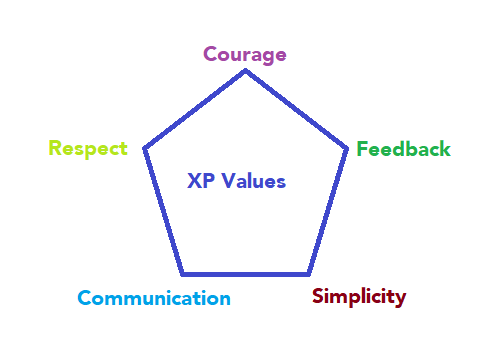 Courage
Respect
Feedback
XP Values
Communication
Simplicity